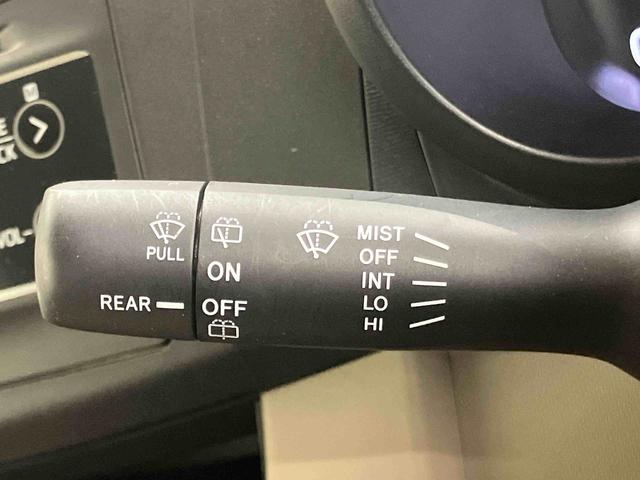 PULL
REAR
ON
OFF
MIST
OFF
INT
LO
HI